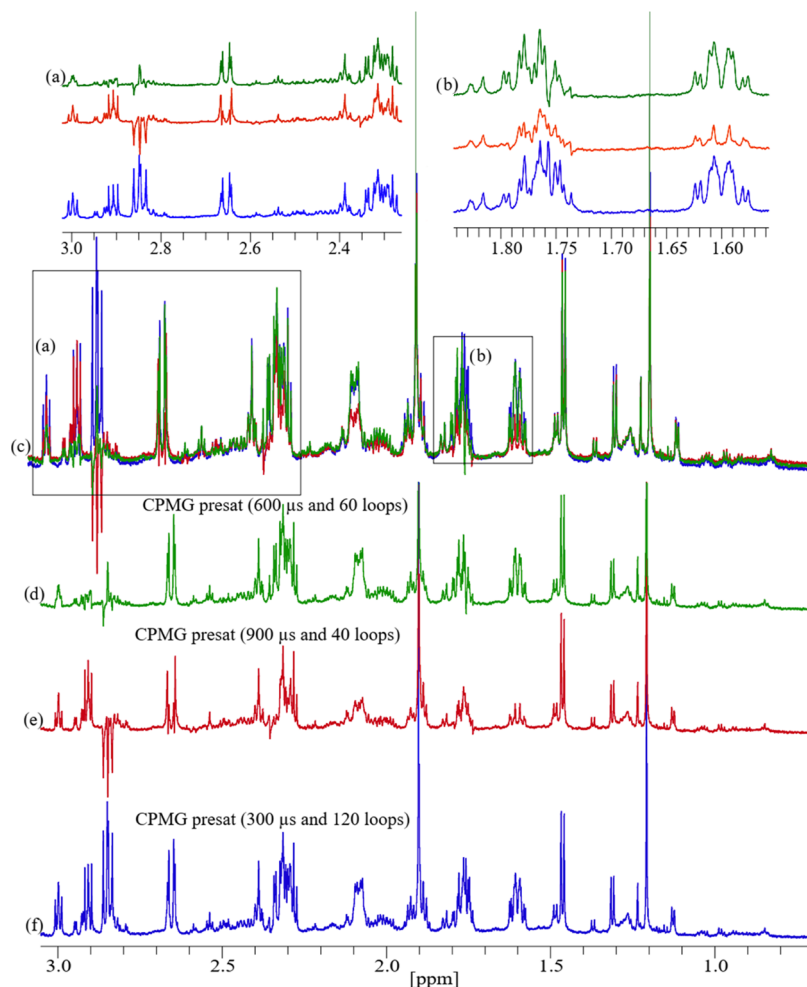 (a)
(b)
3.0 2.8 2.6 2.4
1.80 1.75 1.70 1.65 1.60
(a)
(b)
(c)
CPMG presat (600 µs and 60 loops)
(d)
CPMG presat (900 µs and 40 loops)
(e)
CPMG presat (300 µs and 120 loops)
(f)
3.0 2.5 2.0 1.5 1.0
[ppm]